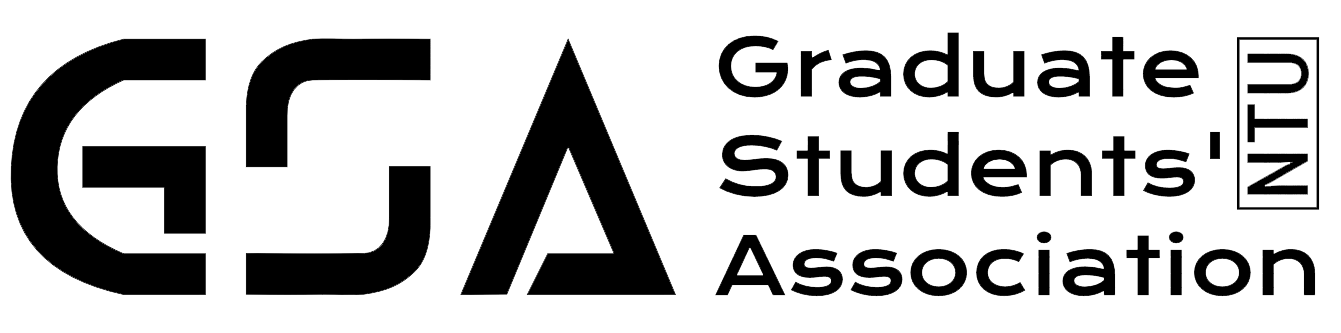 GSA
Graduate
Students'
Association
NTU